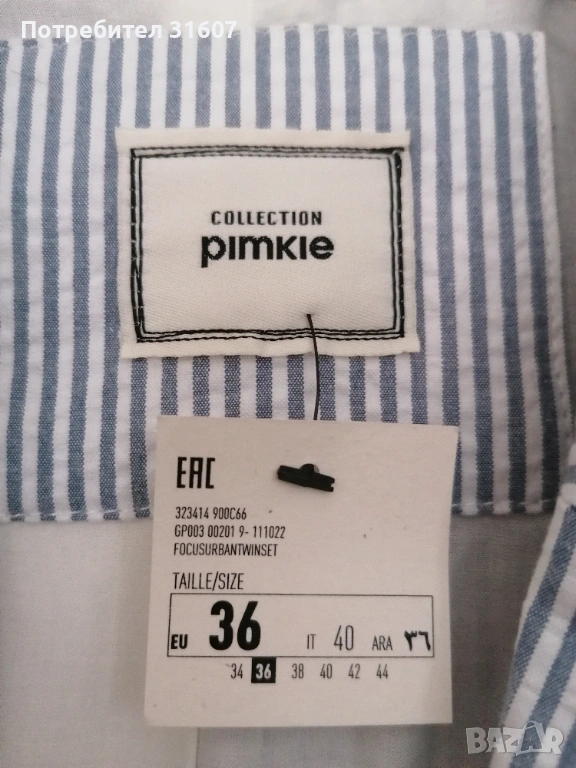 Потребител 31607
COLLECTION
pimkie
EAC
323414 900C66
GP003 00201 9- 111022
FOCUSURBANTWINSET
TAILLE/SIZE
EU 36 IT 40 ARA ٣٦
34 36 38 40 42 44
BAZAR